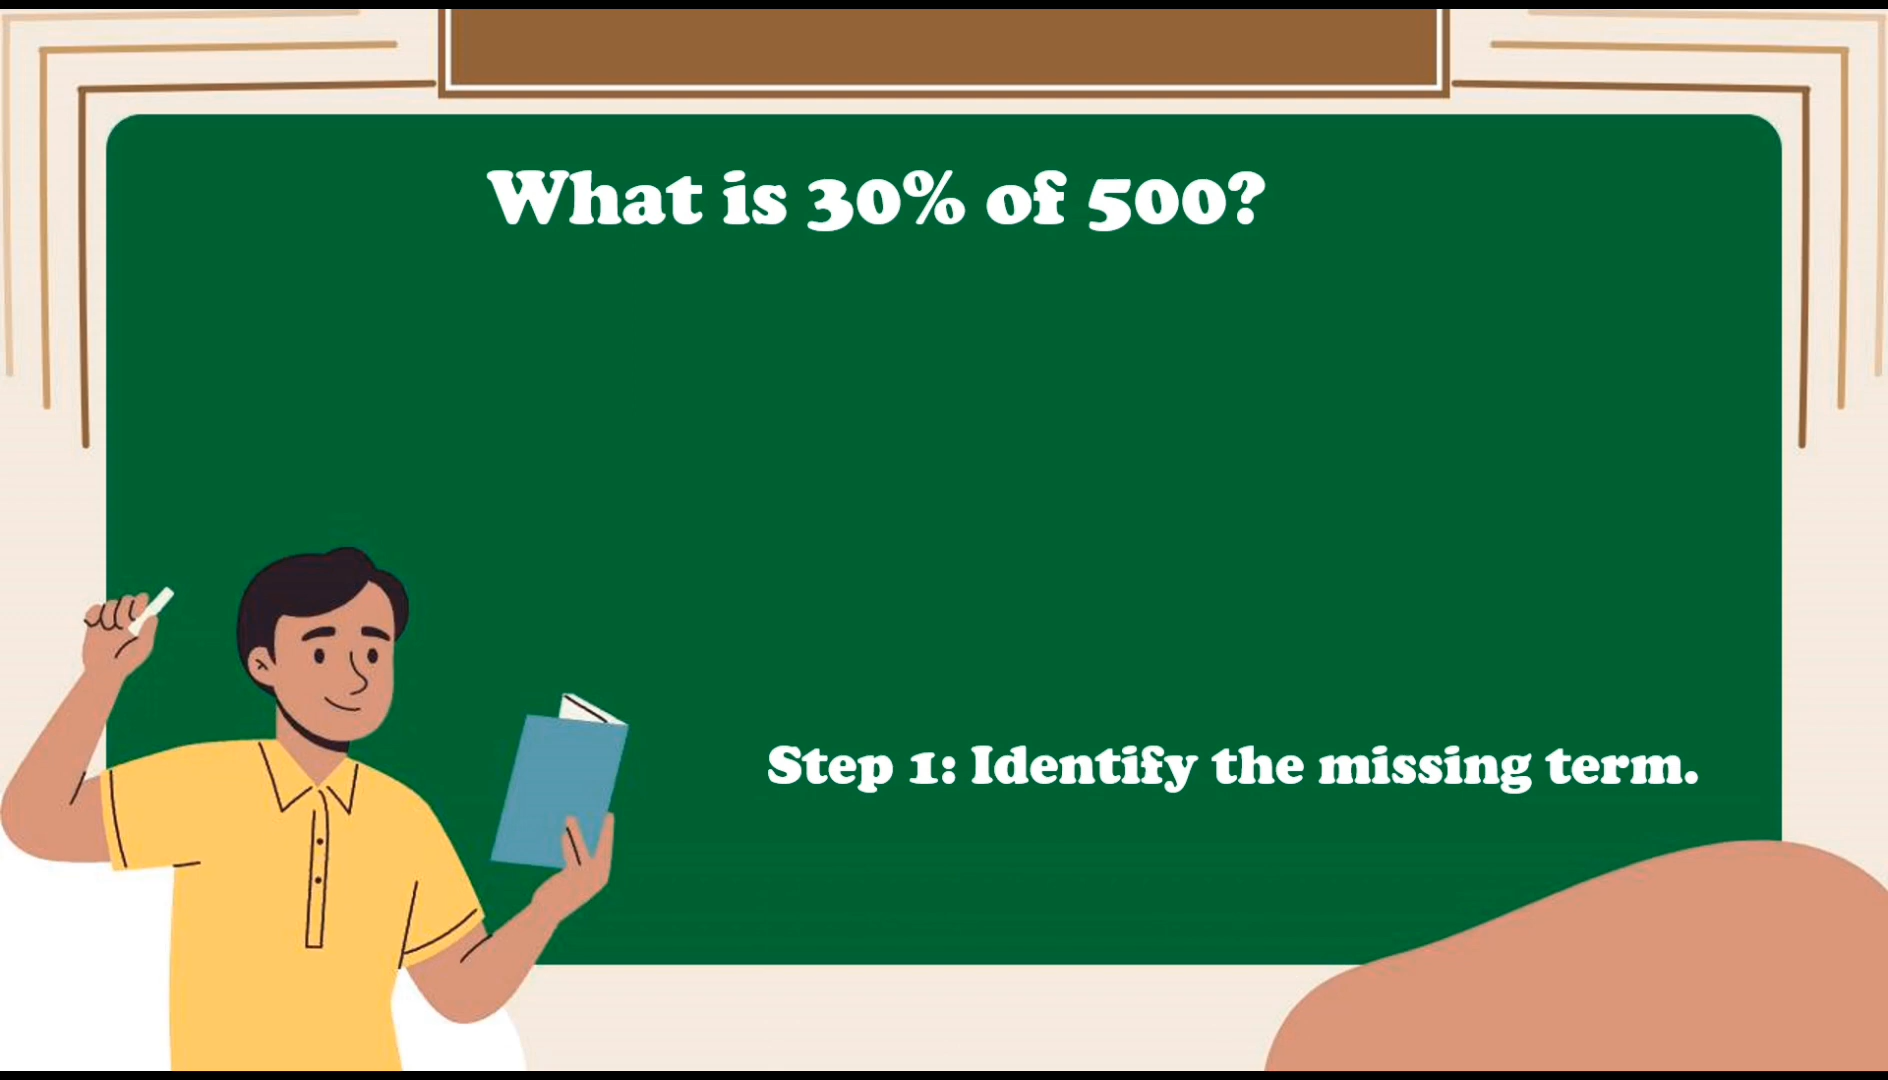 What is 30% of 500?
Step 1: Identify the missing term.